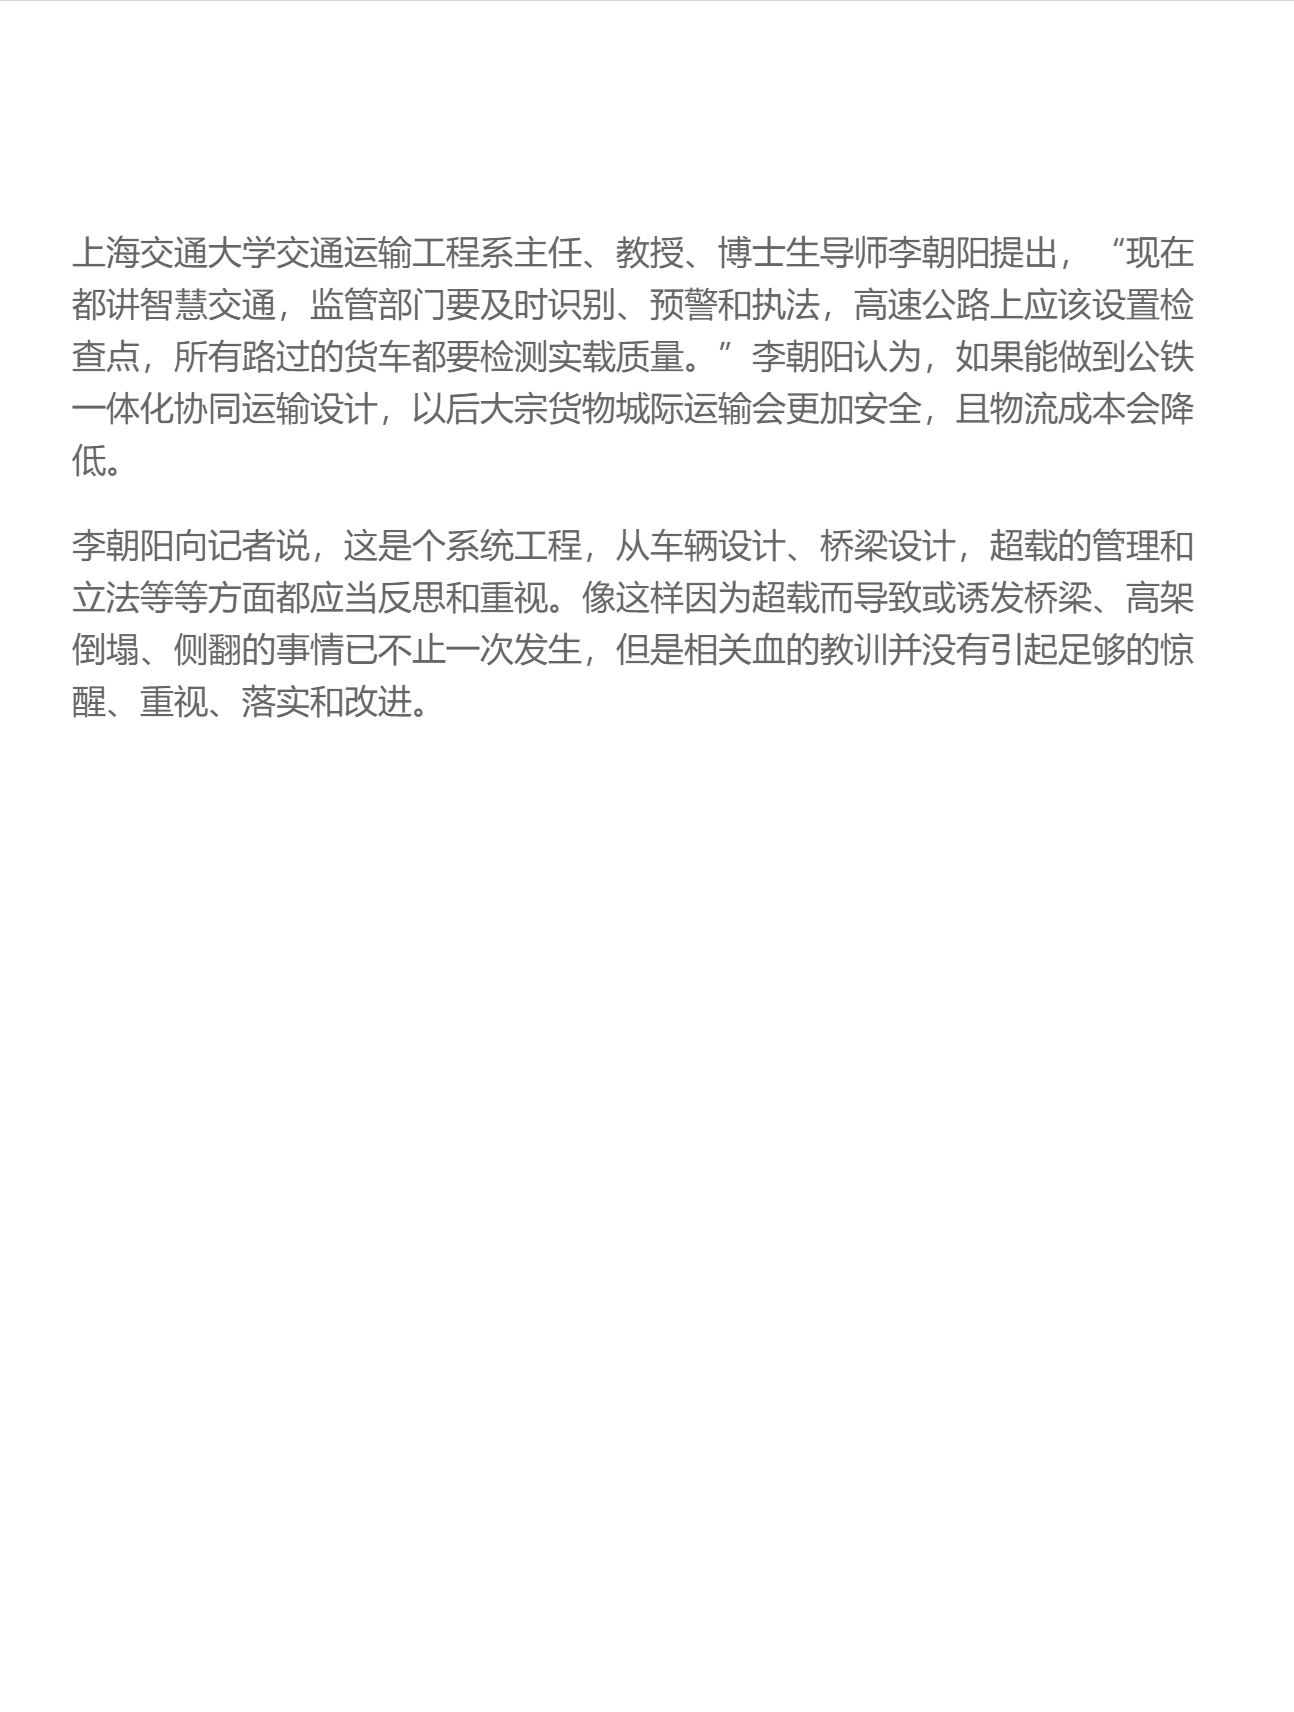 上海交通大学交通运输工程系主任、教授、博士生导师李朝阳提出，“现在
都讲智慧交通，监管部门要及时识别、预警和执法，高速公路上应该设置检
查点，所有路过的货车都要检测实载质量。”李朝阳认为，如果能做到公铁
一体化协同运输设计，以后大宗货物城际运输会更加安全，且物流成本会降
低。
李朝阳向记者说，这是个系统工程，从车辆设计、桥梁设计，超载的管理和
立法等等方面都应当反思和重视。像这样因为超载而导致或诱发桥梁、高架
倒塌、侧翻的事情已不止一次发生，但是相关血的教训并没有引起足够的惊
醒、重视、落实和改进。